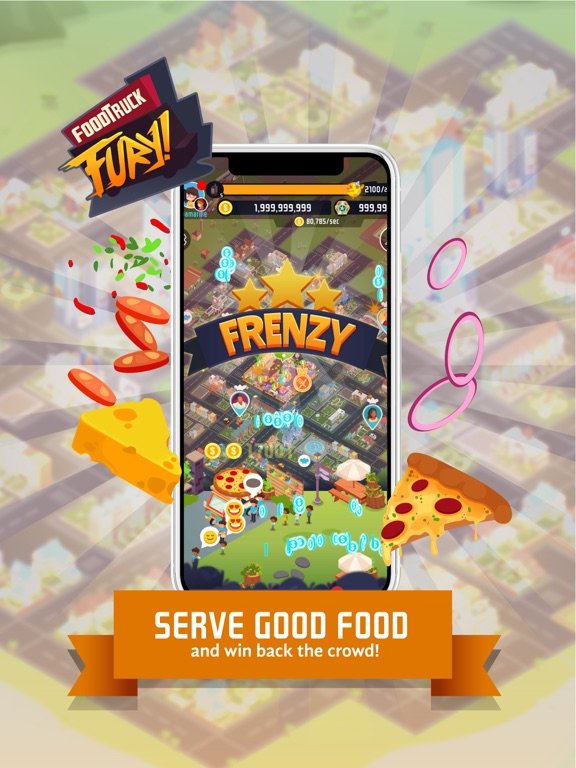 FOODTRUCK
FURY!
2100/
1,999,999,999
999,
80,785/sec
FRENZY
SERVE GOOD FOOD
and win back the crowd!